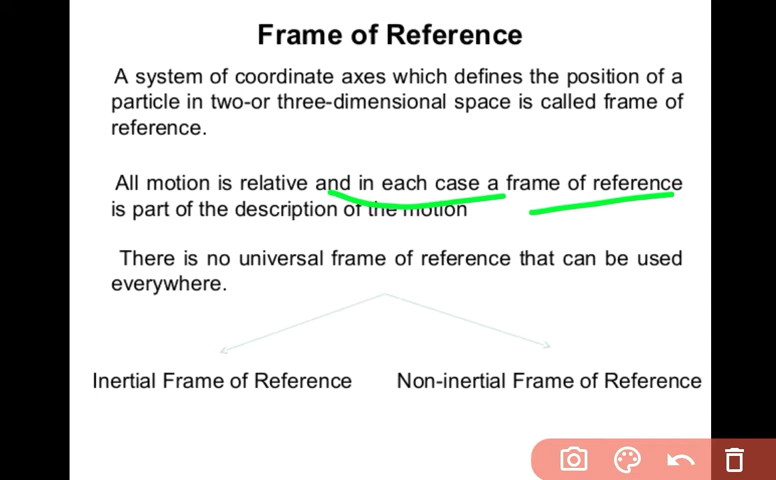 Frame of Reference
A system of coordinate axes which defines the position of a
particle in two-or three-dimensional space is called frame of
reference.
All motion is relative and in each case a frame of reference
is part of the description of the motion
There is no universal frame of reference that can be used
everywhere.
Inertial Frame of Reference
Non-inertial Frame of Reference